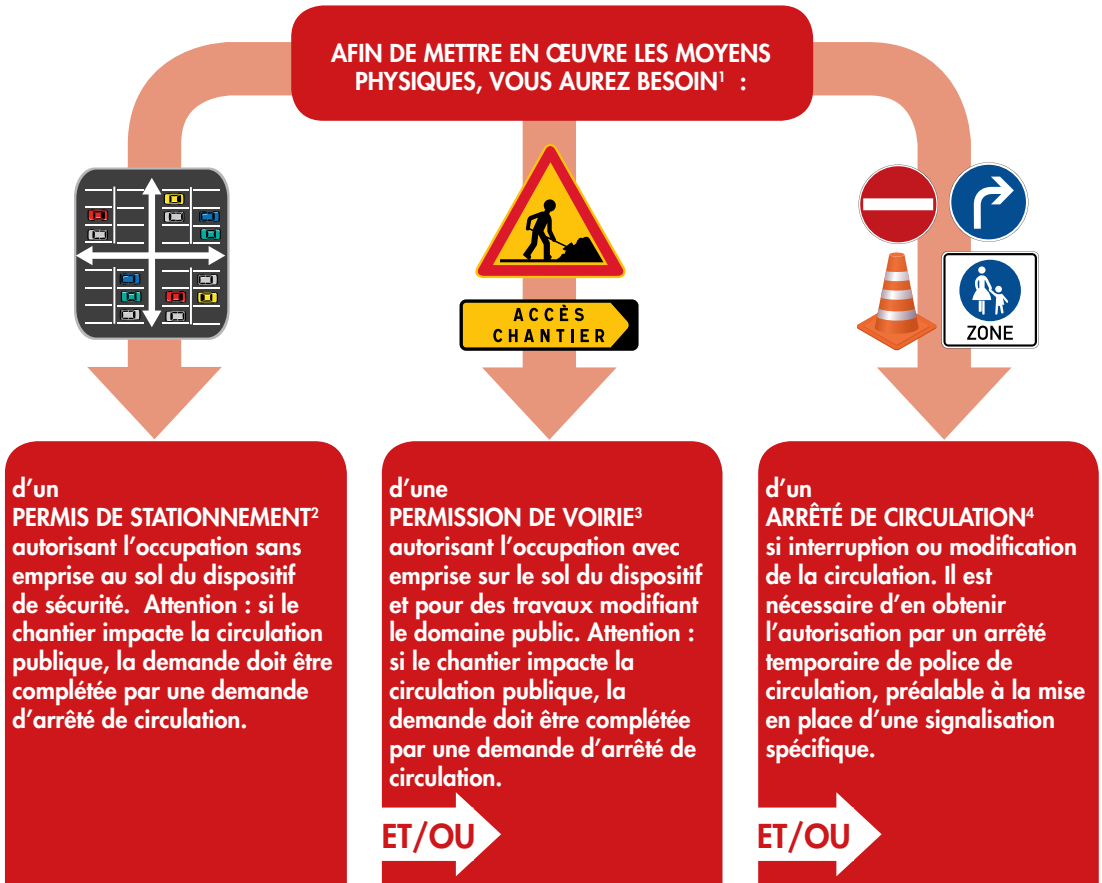 AFIN DE METTRE EN ŒUVRE LES MOYENS
PHYSIQUES, VOUS AUREZ BESOIN¹ :
ACCÈS
CHANTIER
ZONE
d’un
PERMIS DE STATIONNEMENT²
autorisant l’occupation sans
emprise au sol du dispositif
de sécurité. Attention : si le
chantier impacte la circulation
publique, la demande doit être
complétée par une demande
d’arrêté de circulation.
d’une
PERMISSION DE VOIRIE³
autorisant l’occupation avec
emprise sur le sol du dispositif
et pour des travaux modifiant
le domaine public. Attention :
si le chantier impacte la
circulation publique, la
demande doit être complétée
par une demande d’arrêté de
circulation.
ET/OU
d’un
ARRÊTÉ DE CIRCULATION⁴
si interruption ou modification
de la circulation. Il est
nécessaire d’en obtenir
l’autorisation par un arrêté
temporaire de police de
circulation, préalable à la mise
en place d’une signalisation
spécifique.
ET/OU